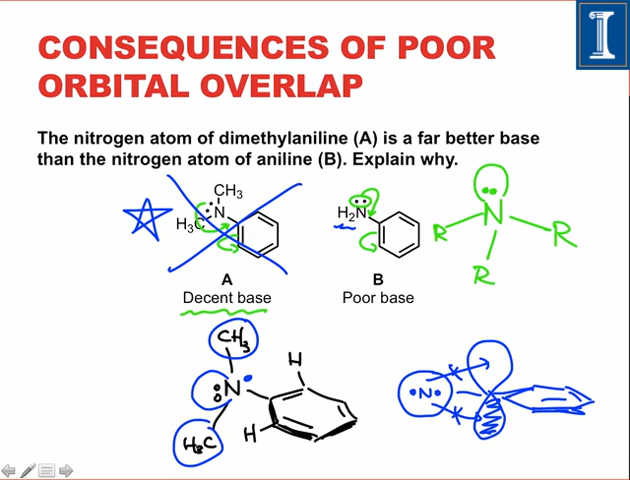 CONSEQUENCES OF POOR
ORBITAL OVERLAP
The nitrogen atom of dimethylaniline (A) is a far better base
than the nitrogen atom of aniline (B). Explain why.
CH₃
H₃C N
H₂N
N
R R
R
A B
Decent base Poor base
CH₃
N
H₃C
H
H
N
I